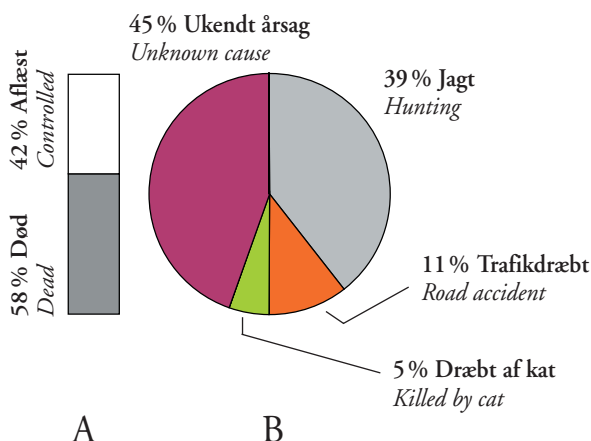 45 % Ukendt årsag
Unknown cause
42 % Aflæst
Controlled
58 % Død
Dead
39 % Jagt
Hunting
11 % Trafikdræbt
Road accident
5 % Dræbt af kat
Killed by cat
A
B